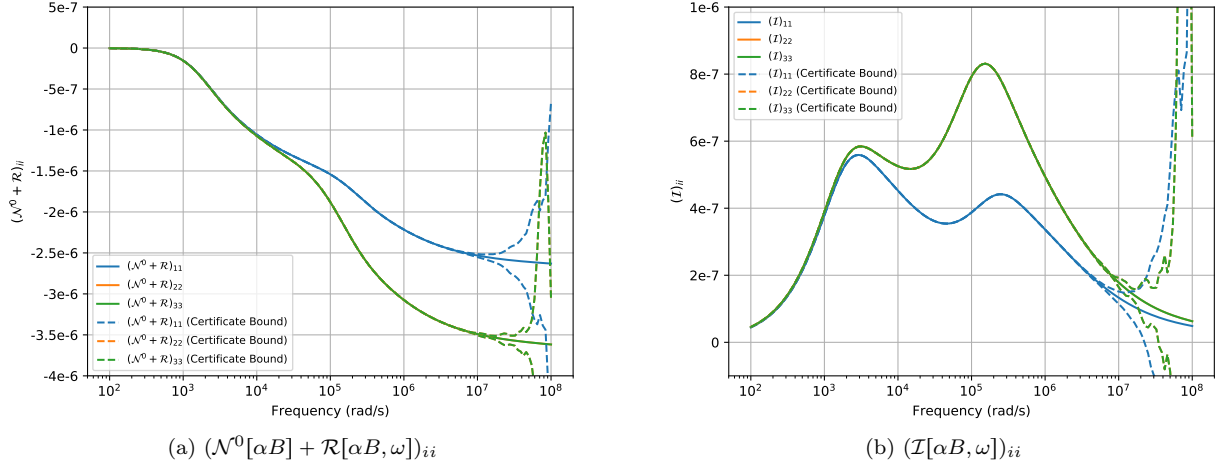 5e-7
0
-5e-7
-1e-6
-1.5e-6
-2e-6
-2.5e-6
-3e-6
-3.5e-6
-4e-6
(𝒩⁰ + ℛ)ᵢᵢ
(𝒩⁰ + ℛ)₁₁
(𝒩⁰ + ℛ)₂₂
(𝒩⁰ + ℛ)₃₃
(𝒩⁰ + ℛ)₁₁ (Certificate Bound)
(𝒩⁰ + ℛ)₂₂ (Certificate Bound)
(𝒩⁰ + ℛ)₃₃ (Certificate Bound)
10² 10³ 10⁴ 10⁵ 10⁶ 10⁷ 10⁸
Frequency (rad/s)
(a) (𝒩⁰[αB] + ℛ[αB, ω])ᵢᵢ
1e-6
8e-7
6e-7
4e-7
2e-7
0
(ℐ)ᵢᵢ
(ℐ)₁₁
(ℐ)₂₂
(ℐ)₃₃
(ℐ)₁₁ (Certificate Bound)
(ℐ)₂₂ (Certificate Bound)
(ℐ)₃₃ (Certificate Bound)
10² 10³ 10⁴ 10⁵ 10⁶ 10⁷ 10⁸
Frequency (rad/s)
(b) (ℐ[αB, ω])ᵢᵢ